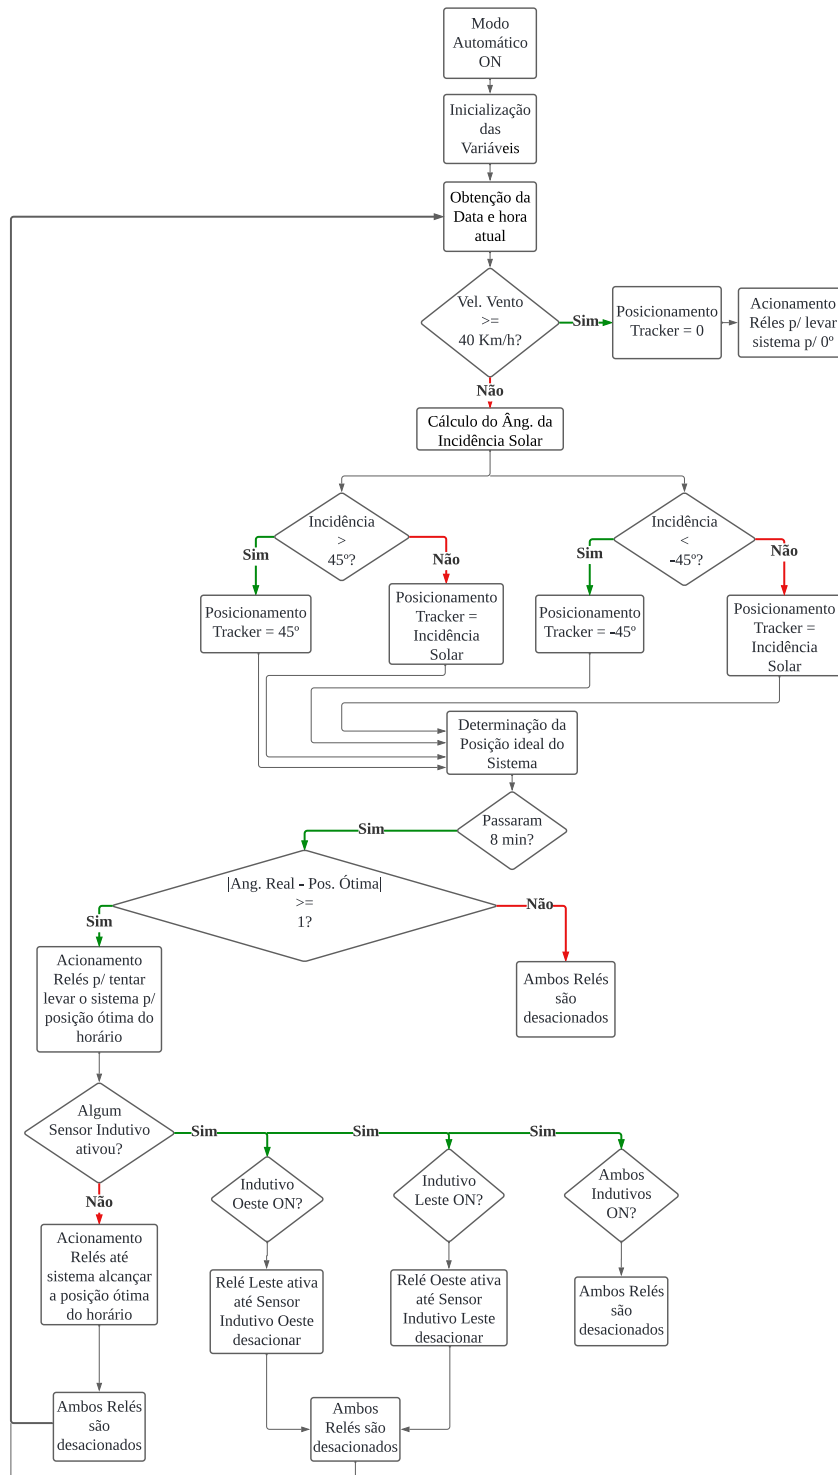 Modo
Automático
ON
Inicialização
das
Variáveis
Obtenção da
Data e hora
atual
Vel. Vento
>=
40 Km/h?
Sim
Posicionamento
Tracker = 0
Acionamento
Réles p/ levar
sistema p/ 0º
Não
Cálculo do Âng. da
Incidência Solar
Incidência
>
45º?
Sim
Não
Incidência
<
-45º?
Sim
Não
Posicionamento
Tracker = 45º
Posicionamento
Tracker =
Incidência
Solar
Posicionamento
Tracker = -45º
Posicionamento
Tracker =
Incidência
Solar
Determinação da
Posição ideal do
Sistema
Passaram
8 min?
Sim
|Ang. Real - Pos. Ótima|
>=
1?
Sim
Não
Acionamento
Relés p/ tentar
levar o sistema p/
posição ótima do
horário
Ambos Relés
são
desacionados
Algum
Sensor Indutivo
ativou?
Sim
Sim
Sim
Não
Indutivo
Oeste ON?
Indutivo
Leste ON?
Ambos
Indutivos
ON?
Acionamento
Relés até
sistema alcançar
a posição ótima
do horário
Relé Leste ativa
até Sensor
Indutivo Oeste
desacionar
Relé Oeste ativa
até Sensor
Indutivo Leste
desacionar
Ambos Relés
são
desacionados
Ambos Relés
são
desacionados
Ambos
Relés são
desacionados